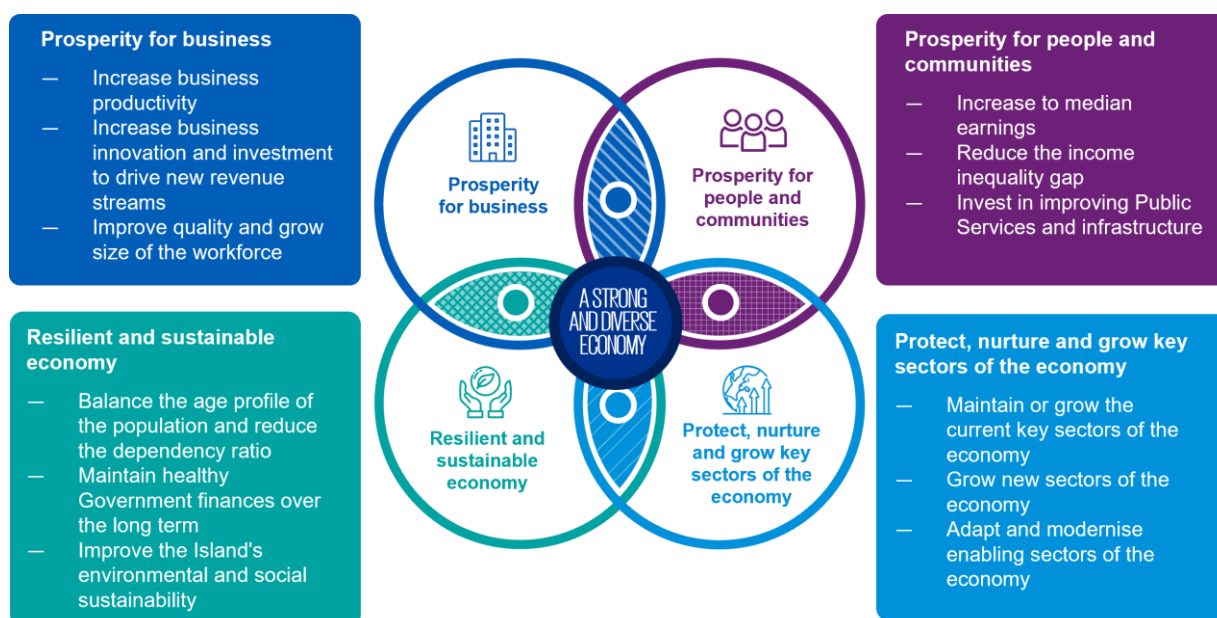 Prosperity for business
— Increase business
productivity
— Increase business
innovation and investment
to drive new revenue
streams
— Improve quality and grow
size of the workforce
Prosperity
for business
Prosperity for
people and
communities
Prosperity for people and
communities
— Increase to median
earnings
— Reduce the income
inequality gap
— Invest in improving Public
Services and infrastructure
A STRONG
AND DIVERSE
ECONOMY
Resilient and sustainable
economy
— Balance the age profile of
the population and reduce
the dependency ratio
— Maintain healthy
Government finances over
the long term
— Improve the Island's
environmental and social
sustainability
Resilient and
sustainable
economy
Protect, nurture
and grow key
sectors of the
economy
Protect, nurture and grow key
sectors of the economy
— Maintain or grow the
current key sectors of the
economy
— Grow new sectors of the
economy
— Adapt and modernise
enabling sectors of the
economy